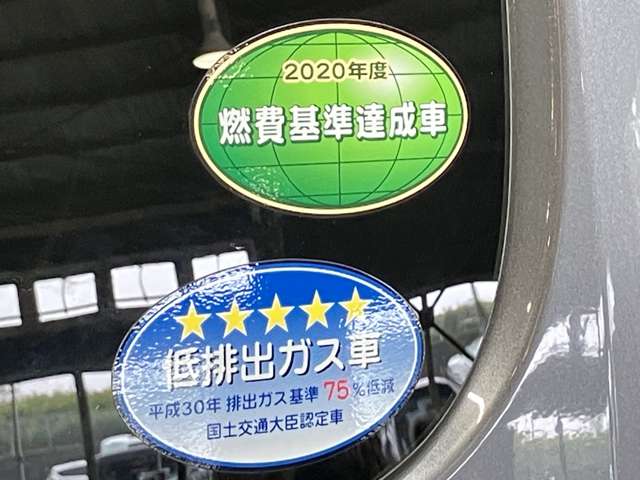 2020年度
燃費基準達成車
★★★★★
低排出ガス車
平成30年 排出ガス基準 75%低減
国土交通大臣認定車